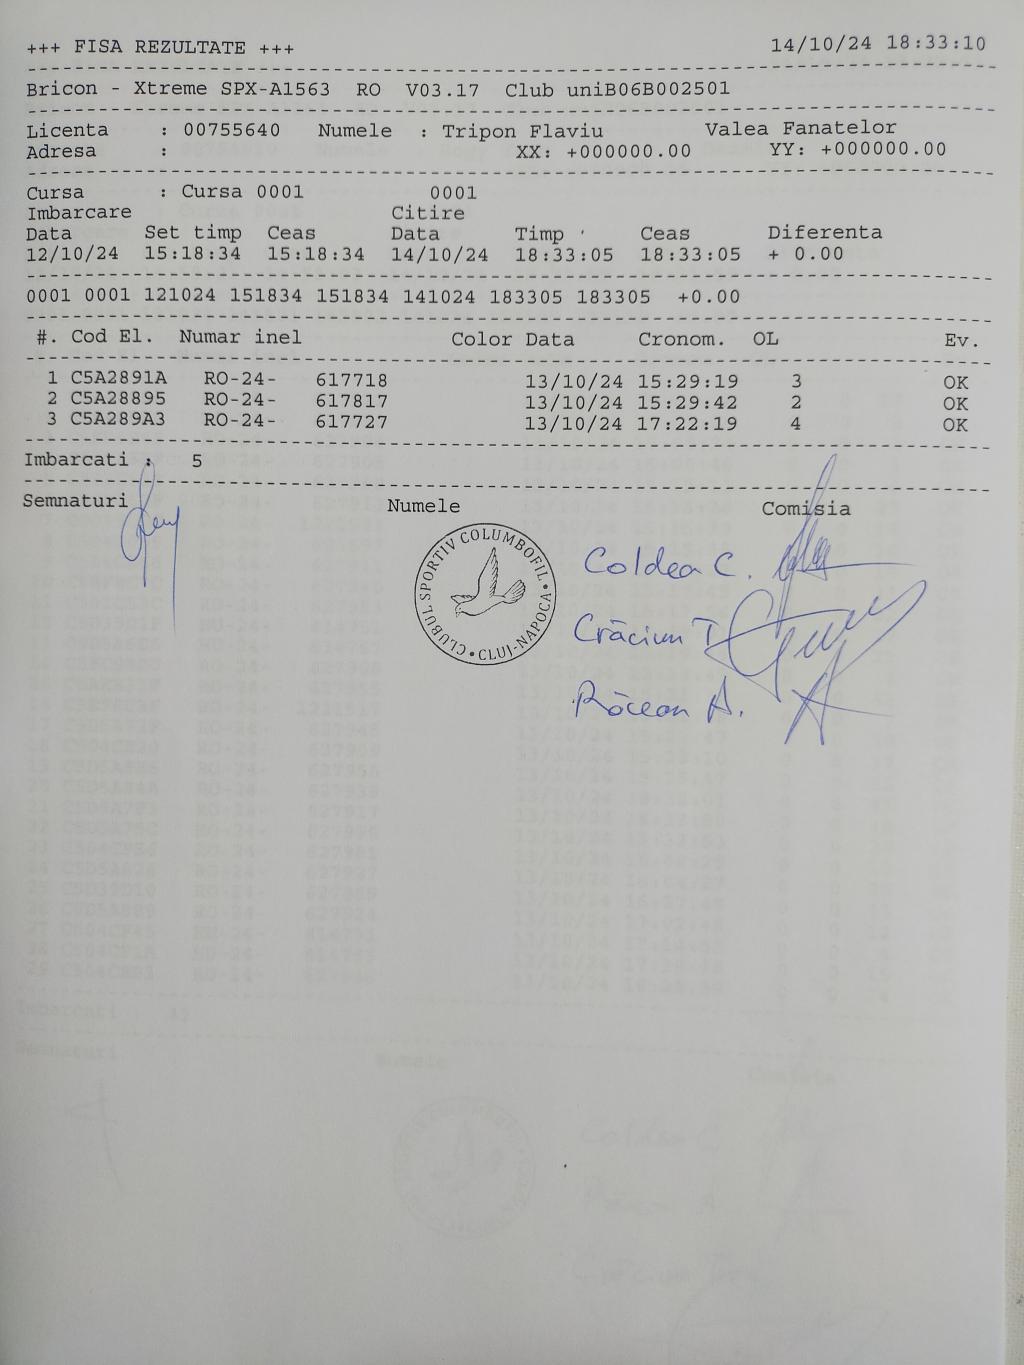 +++ FISA REZULTATE +++ 14/10/24 18:33:10
Bricon - Xtreme SPX-A1563 RO V03.17 Club uniB06B002501
Licenta : 00755640 Numele : Tripon Flaviu Valea Fanatelor
Adresa : XX: +000000.00 YY: +000000.00
Cursa : Cursa 0001 0001
Imbarcare Citire
Data Set timp Ceas Data Timp Ceas Diferenta
12/10/24 15:18:34 15:18:34 14/10/24 18:33:05 18:33:05 + 0.00
0001 0001 121024 151834 151834 141024 183305 183305 +0.00
#. Cod El. Numar inel Color Data Cronom. OL Ev.
1 C5A2891A RO-24- 617718 13/10/24 15:29:19 3 OK
2 C5A28895 RO-24- 617817 13/10/24 15:29:42 2 OK
3 C5A289A3 RO-24- 617727 13/10/24 17:22:19 4 OK
Imbarcati : 5
Semnaturi Numele Comisia
CLUBUL SPORTIV COLUMBOFIL • CLUJ-NAPOCA •
Coldea C.
Crăciun T
Rocean A.